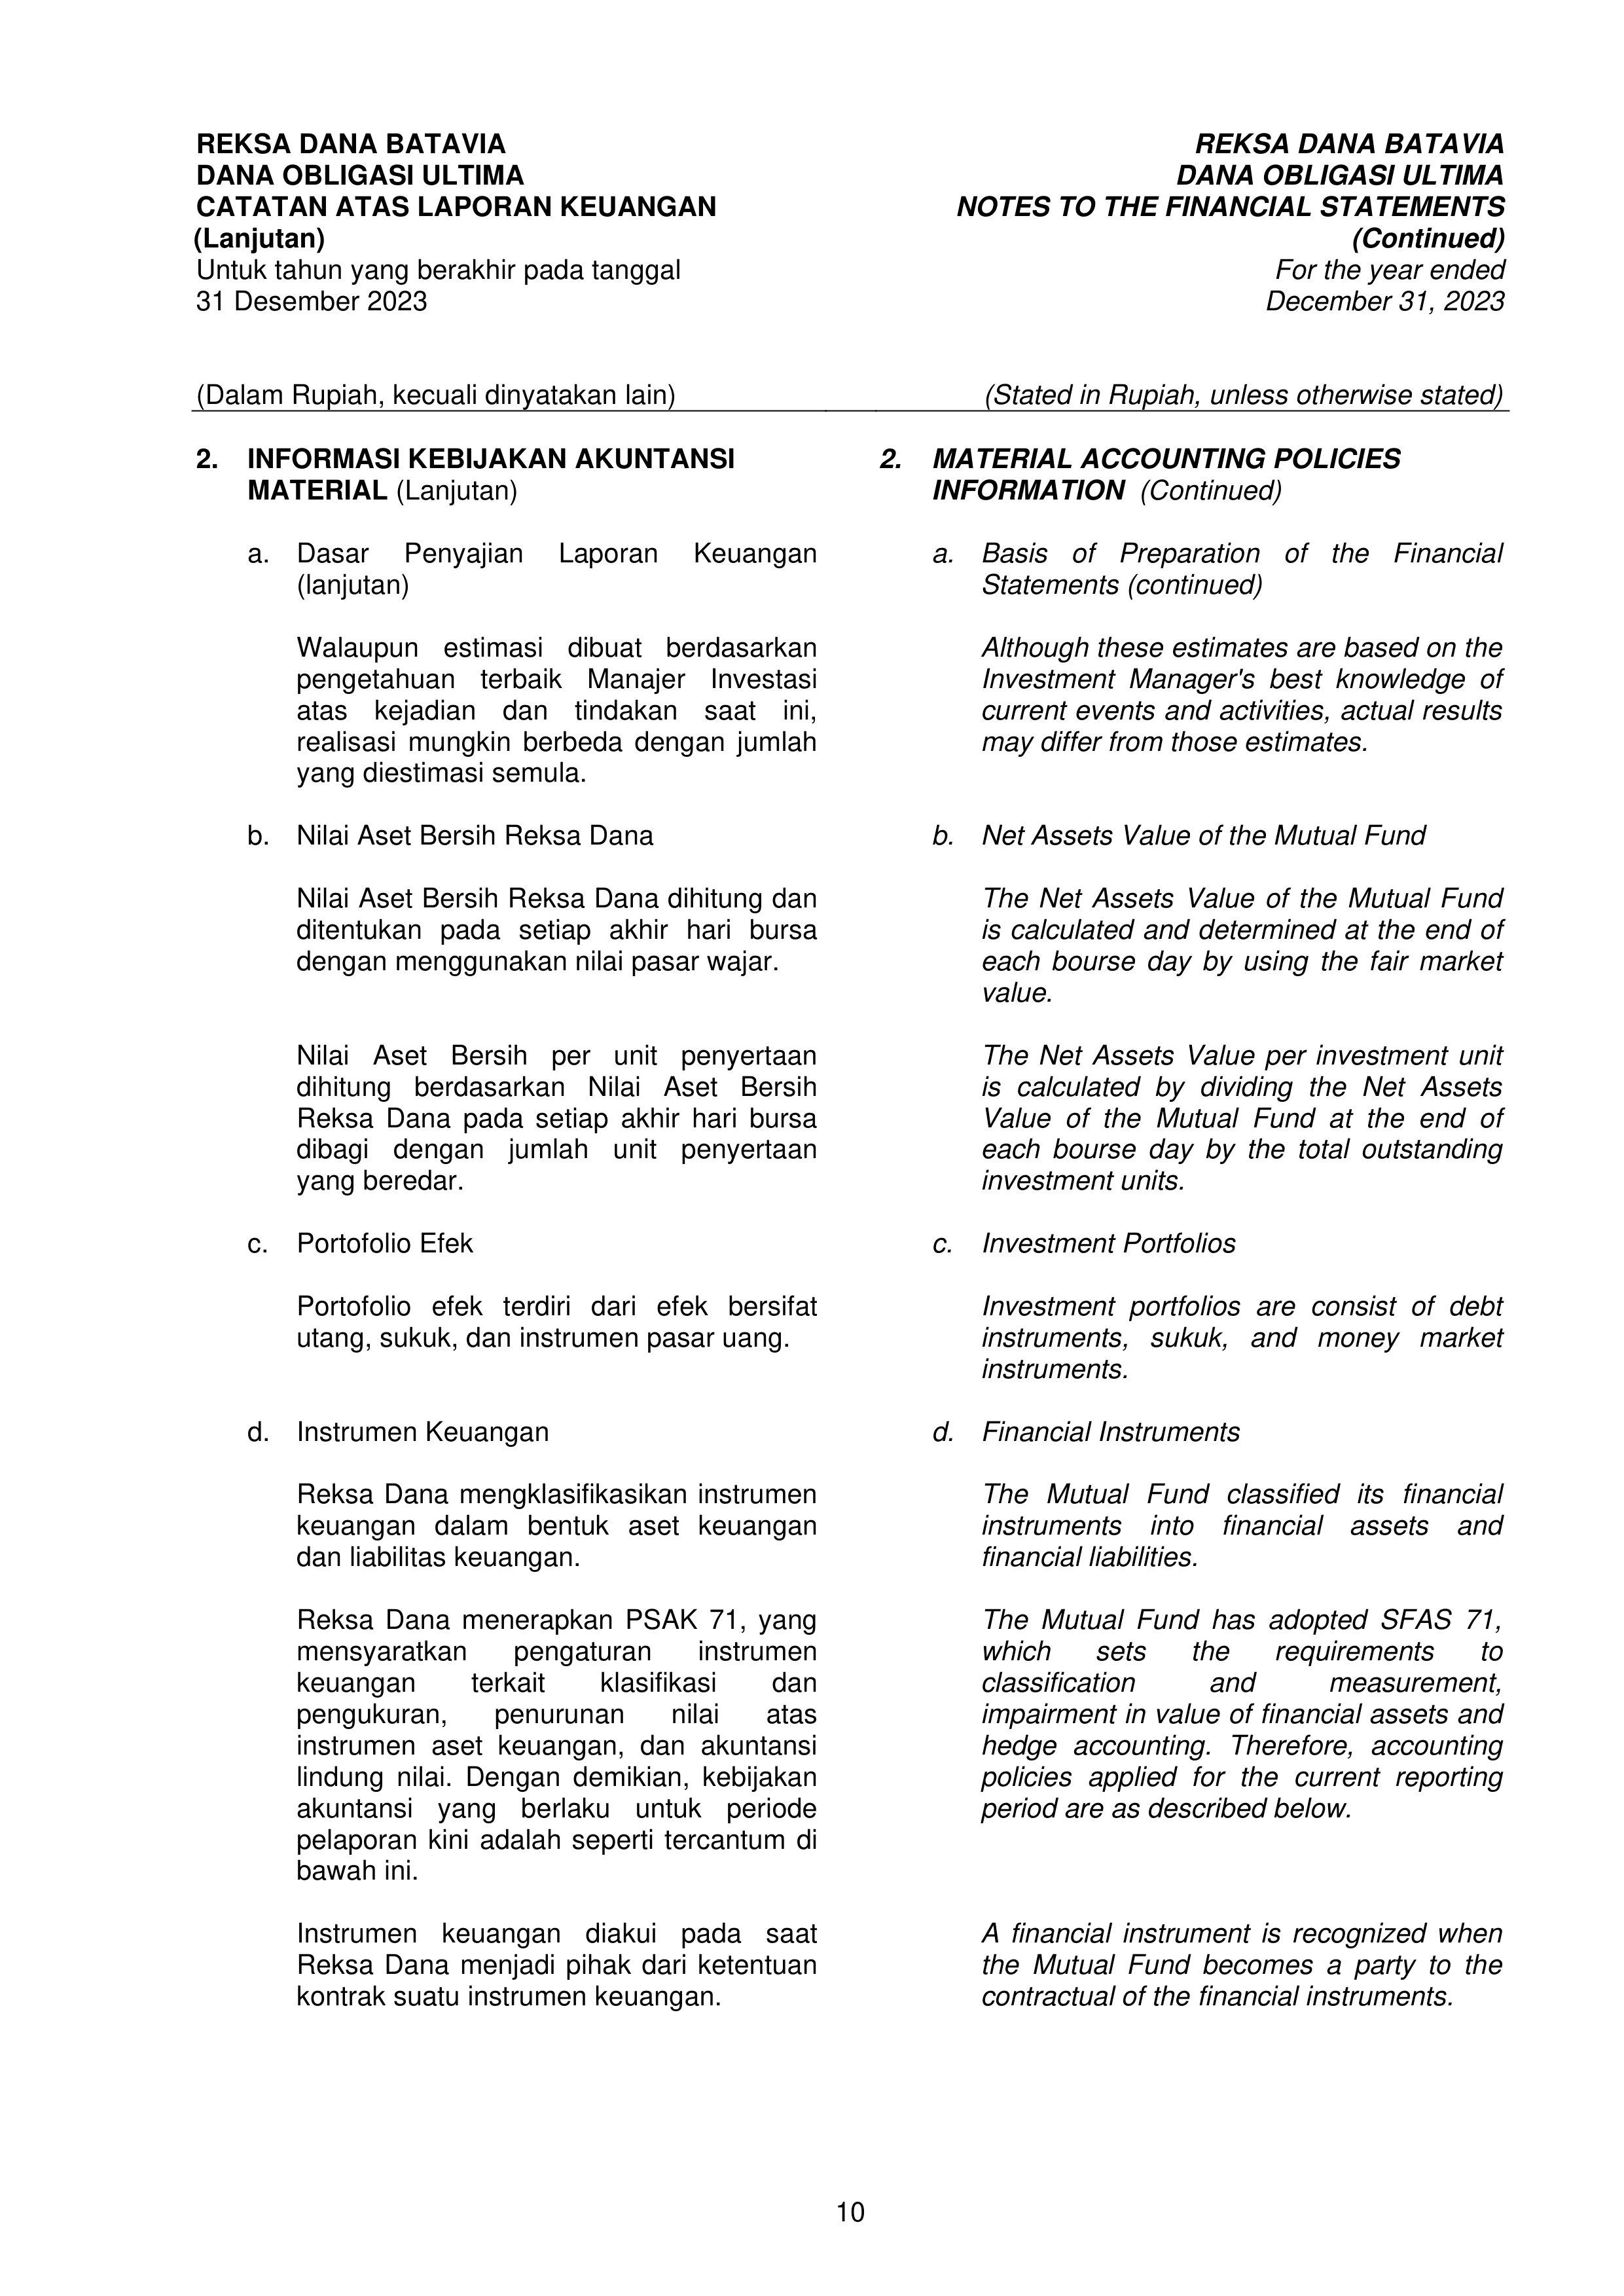 REKSA DANA BATAVIA
DANA OBLIGASI ULTIMA
CATATAN ATAS LAPORAN KEUANGAN
(Lanjutan)
Untuk tahun yang berakhir pada tanggal
31 Desember 2023
(Dalam Rupiah, kecuali dinyatakan lain)
REKSA DANA BATAVIA
DANA OBLIGASI ULTIMA
NOTES TO THE FINANCIAL STATEMENTS
(Continued)
For the year ended
December 31, 2023
(Stated in Rupiah, unless otherwise stated)
2. INFORMASI KEBIJAKAN AKUNTANSI
MATERIAL (Lanjutan)
a. Dasar Penyajian Laporan Keuangan
(lanjutan)
Walaupun estimasi dibuat berdasarkan
pengetahuan terbaik Manajer Investasi
atas kejadian dan tindakan saat ini,
realisasi mungkin berbeda dengan jumlah
yang diestimasi semula.
b. Nilai Aset Bersih Reksa Dana
Nilai Aset Bersih Reksa Dana dihitung dan
ditentukan pada setiap akhir hari bursa
dengan menggunakan nilai pasar wajar.
Nilai Aset Bersih per unit penyertaan
dihitung berdasarkan Nilai Aset Bersih
Reksa Dana pada setiap akhir hari bursa
dibagi dengan jumlah unit penyertaan
yang beredar.
c. Portofolio Efek
Portofolio efek terdiri dari efek bersifat
utang, sukuk, dan instrumen pasar uang.
d. Instrumen Keuangan
Reksa Dana mengklasifikasikan instrumen
keuangan dalam bentuk aset keuangan
dan liabilitas keuangan.
Reksa Dana menerapkan PSAK 71, yang
mensyaratkan pengaturan instrumen
keuangan terkait klasifikasi dan
pengukuran, penurunan nilai atas
instrumen aset keuangan, dan akuntansi
lindung nilai. Dengan demikian, kebijakan
akuntansi yang berlaku untuk periode
pelaporan kini adalah seperti tercantum di
bawah ini.
Instrumen keuangan diakui pada saat
Reksa Dana menjadi pihak dari ketentuan
kontrak suatu instrumen keuangan.
2. MATERIAL ACCOUNTING POLICIES
INFORMATION (Continued)
a. Basis of Preparation of the Financial
Statements (continued)
Although these estimates are based on the
Investment Manager's best knowledge of
current events and activities, actual results
may differ from those estimates.
b. Net Assets Value of the Mutual Fund
The Net Assets Value of the Mutual Fund
is calculated and determined at the end of
each bourse day by using the fair market
value.
The Net Assets Value per investment unit
is calculated by dividing the Net Assets
Value of the Mutual Fund at the end of
each bourse day by the total outstanding
investment units.
c. Investment Portfolios
Investment portfolios are consist of debt
instruments, sukuk, and money market
instruments.
d. Financial Instruments
The Mutual Fund classified its financial
instruments into financial assets and
financial liabilities.
The Mutual Fund has adopted SFAS 71,
which sets the requirements to
classification and measurement,
impairment in value of financial assets and
hedge accounting. Therefore, accounting
policies applied for the current reporting
period are as described below.
A financial instrument is recognized when
the Mutual Fund becomes a party to the
contractual of the financial instruments.
10